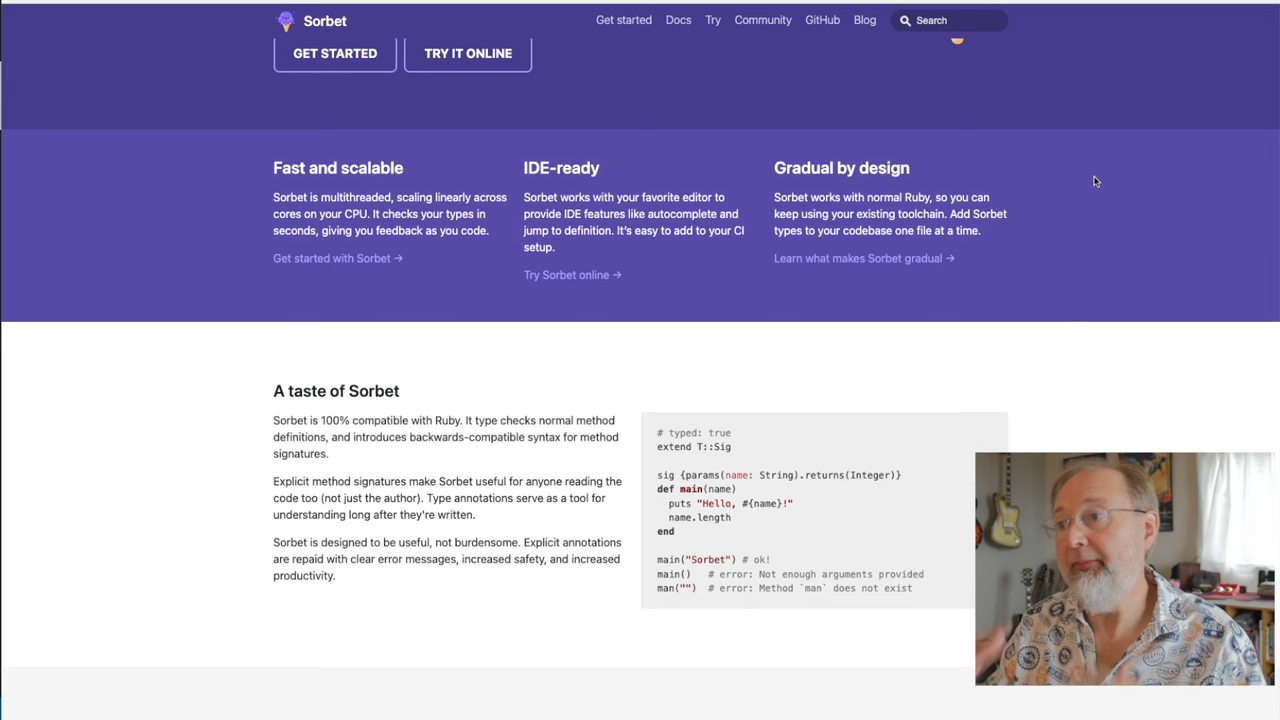 Sorbet
Get started Docs Try Community GitHub Blog Search
GET STARTED TRY IT ONLINE
Fast and scalable
Sorbet is multithreaded, scaling linearly across
cores on your CPU. It checks your types in
seconds, giving you feedback as you code.
Get started with Sorbet →
IDE-ready
Sorbet works with your favorite editor to
provide IDE features like autocomplete and
jump to definition. It’s easy to add to your CI
setup.
Try Sorbet online →
Gradual by design
Sorbet works with normal Ruby, so you can
keep using your existing toolchain. Add Sorbet
types to your codebase one file at a time.
Learn what makes Sorbet gradual →
A taste of Sorbet
Sorbet is 100% compatible with Ruby. It type checks normal method
definitions, and introduces backwards-compatible syntax for method
signatures.
Explicit method signatures make Sorbet useful for anyone reading the
code too (not just the author). Type annotations serve as a tool for
understanding long after they're written.
Sorbet is designed to be useful, not burdensome. Explicit annotations
are repaid with clear error messages, increased safety, and increased
productivity.
# typed: true
extend T::Sig
sig {params(name: String).returns(Integer)}
def main(name)
  puts "Hello, #{name}!"
  name.length
end
main("Sorbet") # ok!
main()   # error: Not enough arguments provided
man("")  # error: Method `man` does not exist